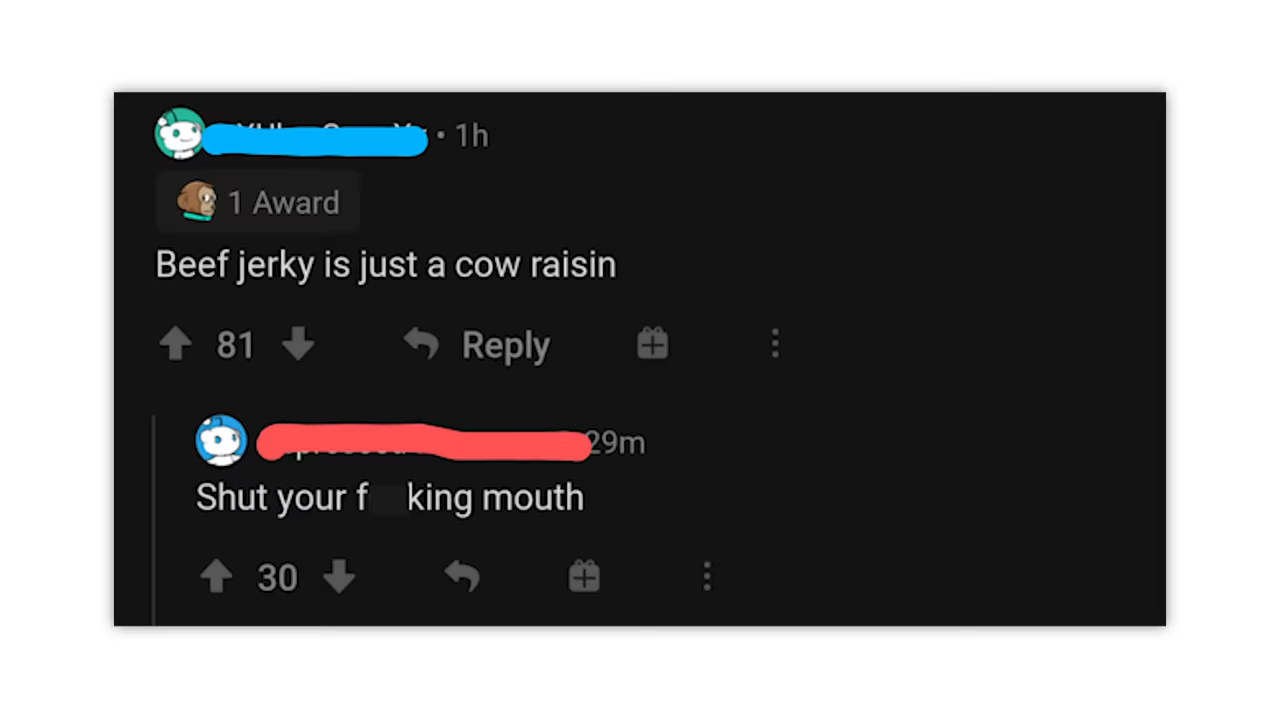 • 1h
1 Award
Beef jerky is just a cow raisin
81 Reply
29m
Shut your f king mouth
30